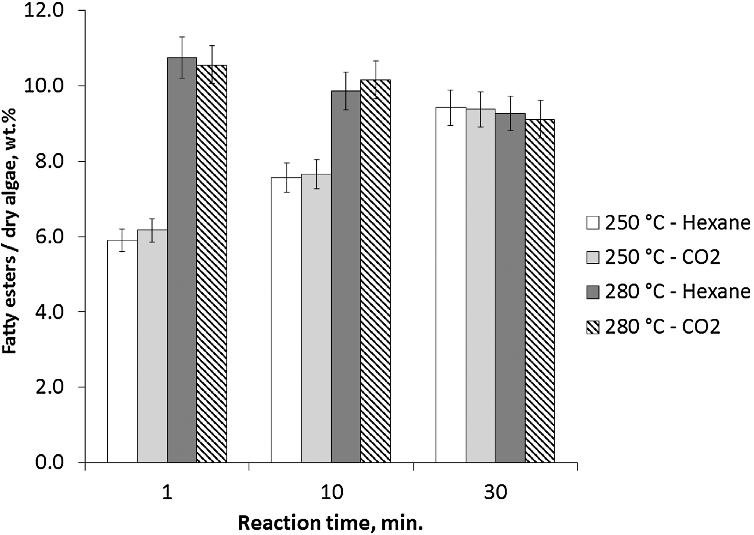 12.0
10.0
8.0
6.0
4.0
2.0
0.0
Fatty esters / dry algae, wt.%
1
10
30
Reaction time, min.
250 °C - Hexane
250 °C - CO2
280 °C - Hexane
280 °C - CO2